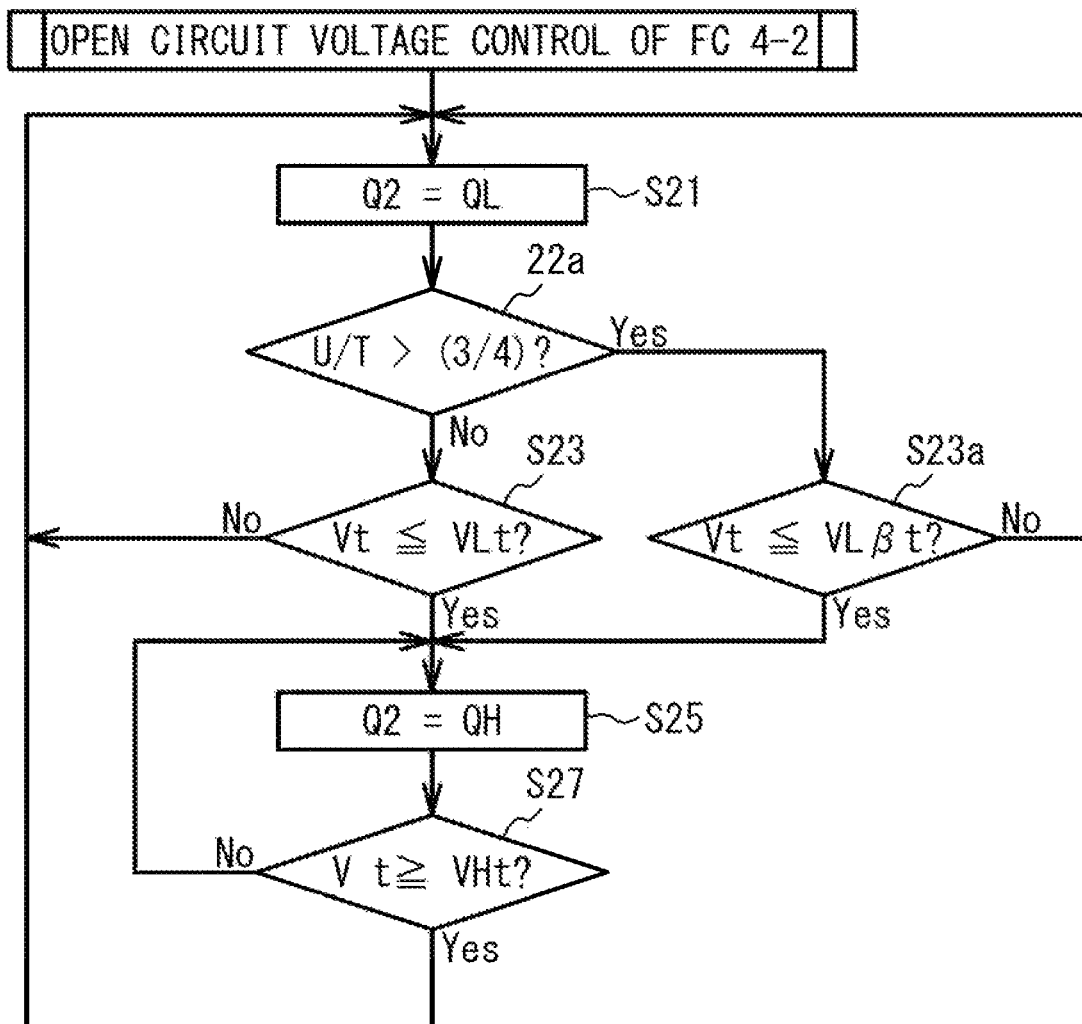 OPEN CIRCUIT VOLTAGE CONTROL OF FC 4-2
Q2 = QL
S21
22a
U/T > (3/4)?
Yes
No
S23
S23a
No
Vt ≦ VLt?
Vt ≦ VLβt?
No
Yes
Yes
Q2 = QH
S25
S27
No
V t≧ VHt?
Yes